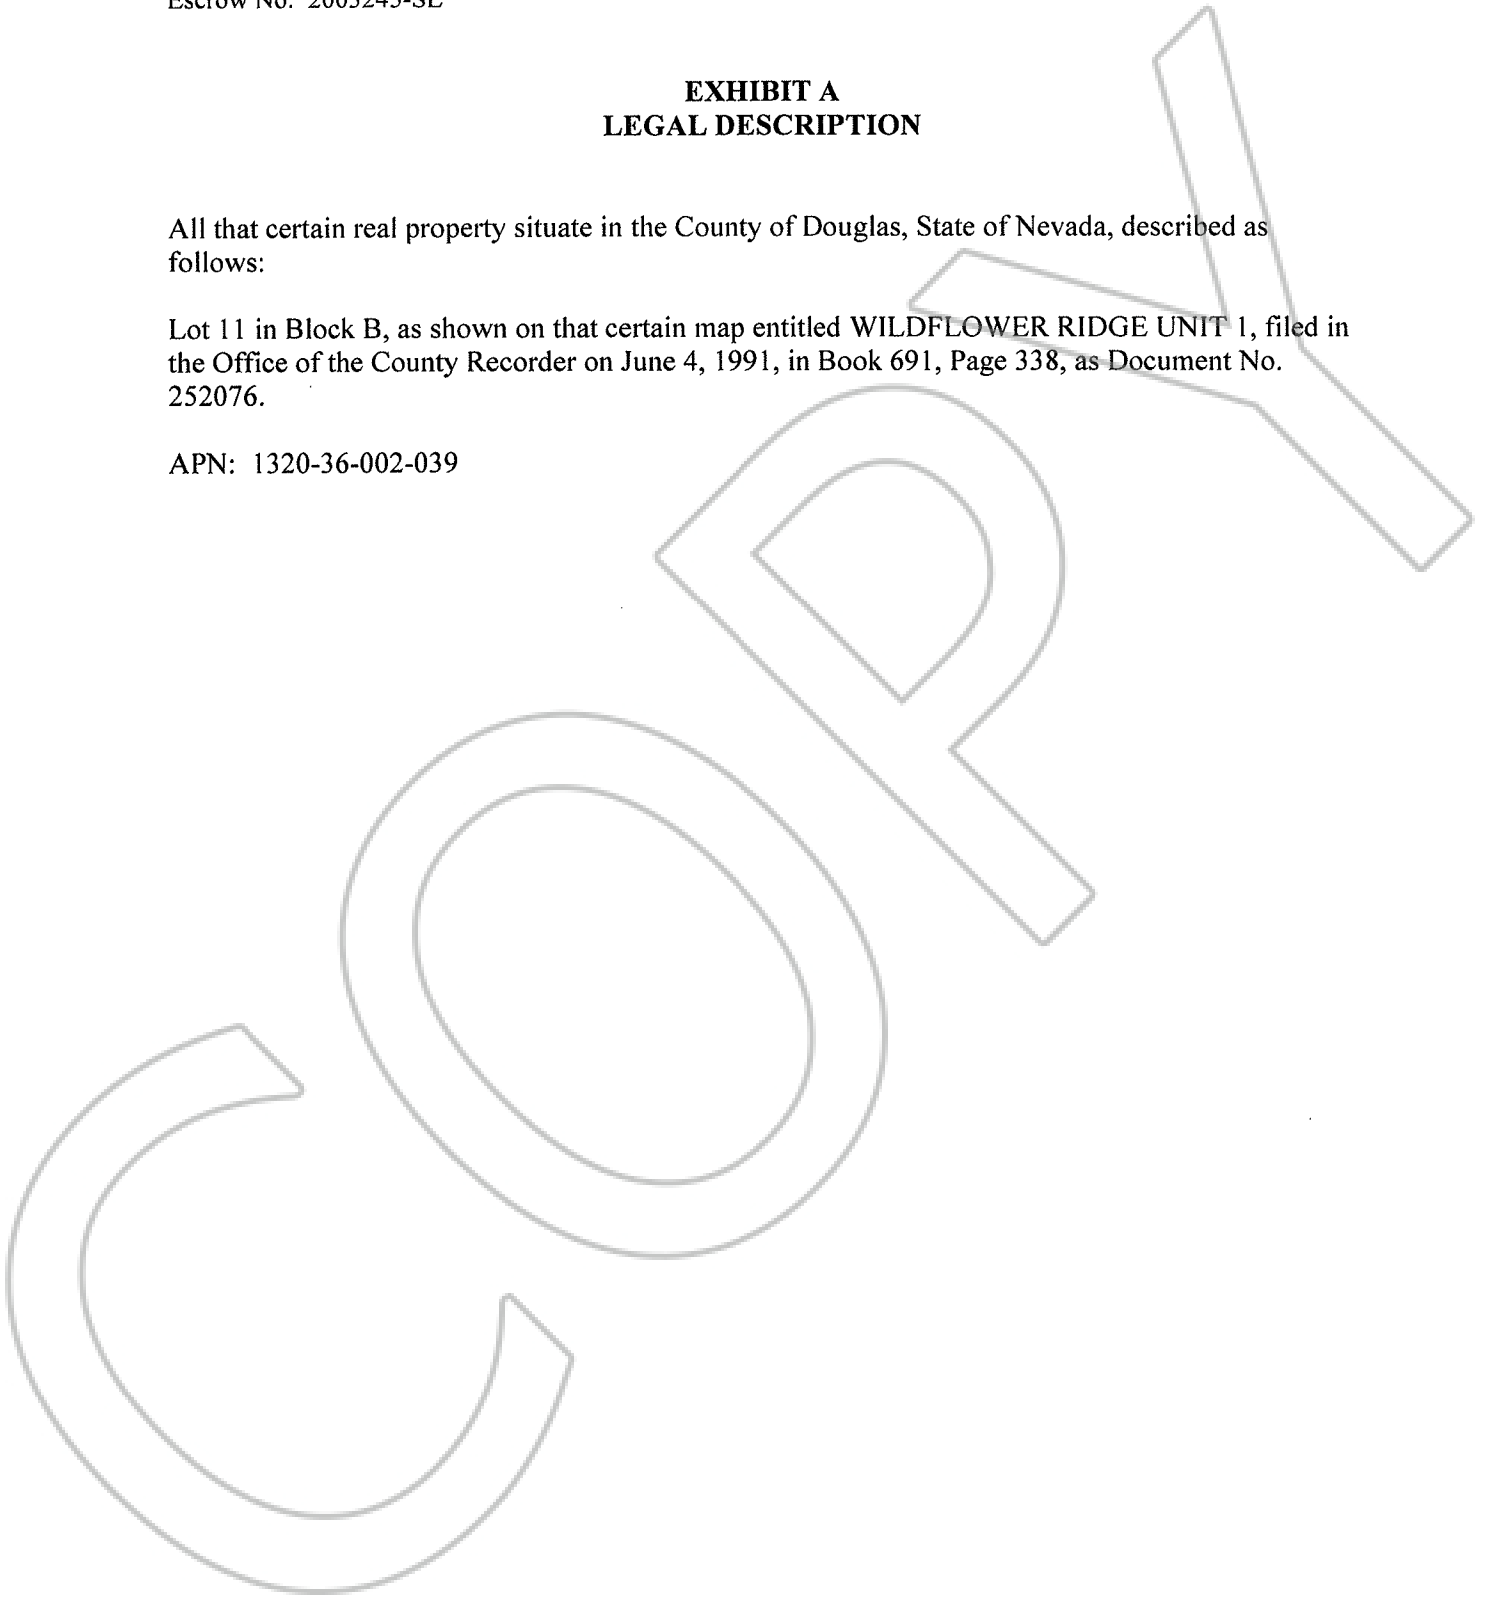 Escrow No.
EXHIBIT A
LEGAL DESCRIPTION
All that certain real property situate in the County of Douglas, State of Nevada, described as
follows:
Lot 11 in Block B, as shown on that certain map entitled WILDFLOWER RIDGE UNIT 1, filed in
the Office of the County Recorder on June 4, 1991, in Book 691, Page 338, as Document No.
252076.
APN: 1320-36-002-039
COPY